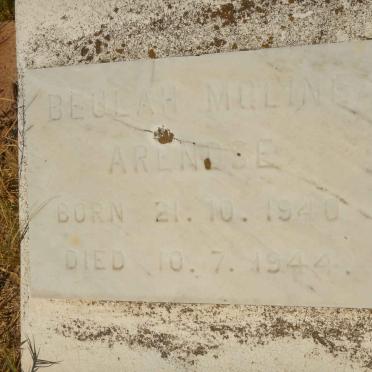 BEULAH MOLINE
ARENDSE
BORN 21.10.1940
DIED 10.7.1944.